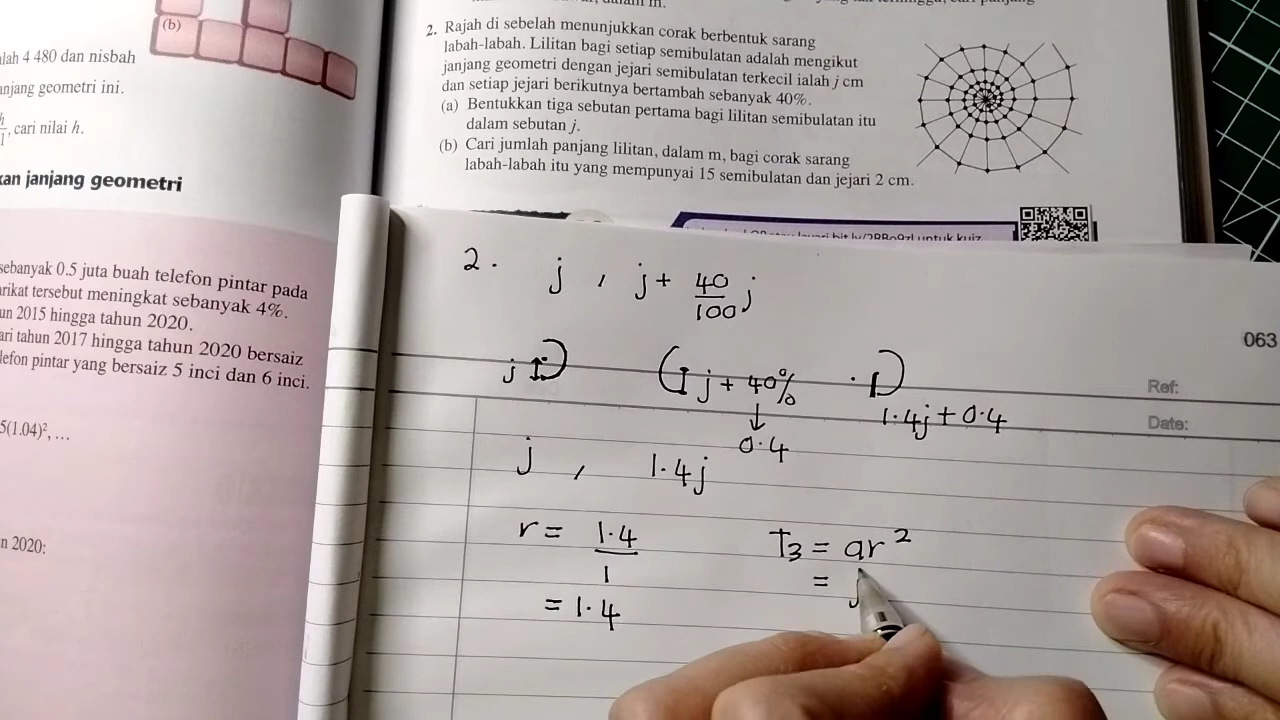 (b)
lah 4 480 dan nisbah
anjang geometri ini.
, cari nilai h.
kan janjang geometri
sebanyak 0.5 juta buah telefon pintar pada
arikat tersebut meningkat sebanyak 4%.
un 2015 hingga tahun 2020.
ari tahun 2017 hingga tahun 2020 bersaiz
lefon pintar yang bersaiz 5 inci dan 6 inci.
5(1.04)², ...
n 2020:
2. Rajah di sebelah menunjukkan corak berbentuk sarang
labah-labah. Lilitan bagi setiap semibulatan adalah mengikut
janjang geometri dengan jejari semibulatan terkecil ialah j cm
dan setiap jejari berikutnya bertambah sebanyak 40%.
(a) Bentukkan tiga sebutan pertama bagi lilitan semibulatan itu
dalam sebutan j.
(b) Cari jumlah panjang lilitan, dalam m, bagi corak sarang
labah-labah itu yang mempunyai 15 semibulatan dan jejari 2 cm.
2. j , j + 40/100 j
063
j j + 40% 1.4j + 0.4
Ref:
Date:
0.4
j , 1.4j
r = 1.4/1 T3 = ar²
= 1.4 =